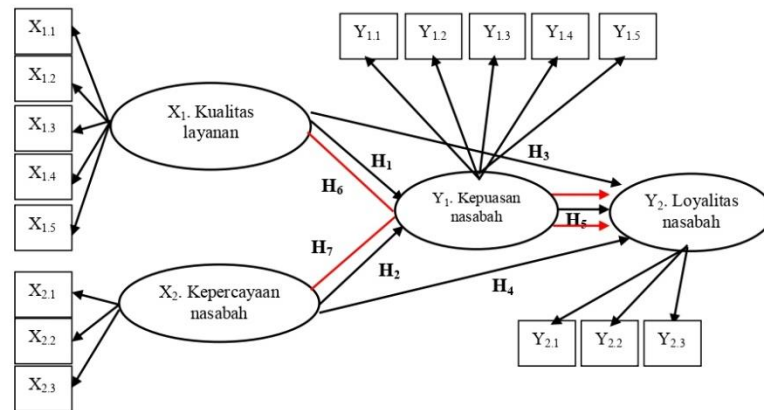 X1.1
X1.2
X1.3
X1.4
X1.5
Y1.1
Y1.2
Y1.3
Y1.4
Y1.5
X1. Kualitas
layanan
H1
H3
H6
Y1. Kepuasan
nasabah
H5
Y2. Loyalitas
nasabah
H7
H2
H4
X2. Kepercayaan
nasabah
X2.1
X2.2
X2.3
Y2.1
Y2.2
Y2.3